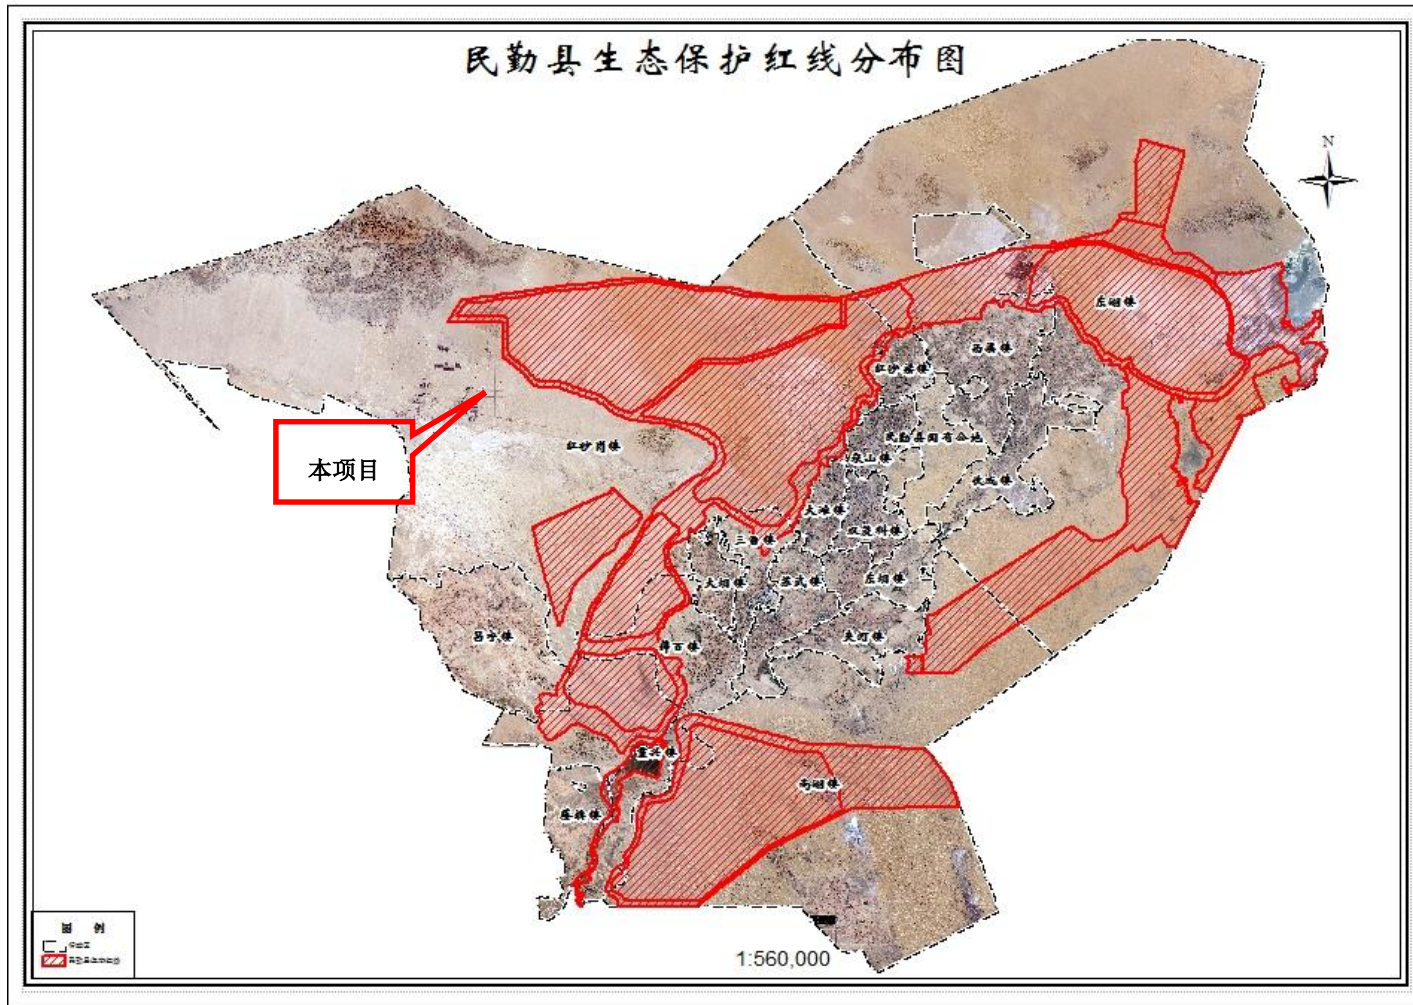 民勤县生态保护红线分布图
N
左湖镇
西渠镇
红沙梁镇
民勤县国有公地
泉山镇
红砂岗镇
本项目
收成镇
大滩镇
双茨科镇
三雷镇
大坝镇
苏武镇
东坝镇
昌宁镇
夹河镇
薛百镇
重兴镇
南湖镇
蔡旗镇
图 例
1:560,000